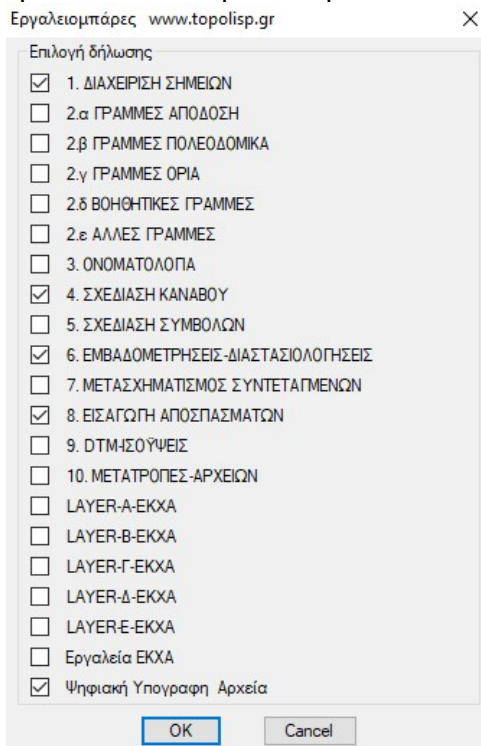 Εργαλειομπάρες www.topolisp.gr
Επιλογή δήλωσης
1. ΔΙΑΧΕΙΡΙΣΗ ΣΗΜΕΙΩΝ
2.α ΓΡΑΜΜΕΣ ΑΠΟΔΟΣΗ
2.β ΓΡΑΜΜΕΣ ΠΟΛΕΟΔΟΜΙΚΑ
2.γ ΓΡΑΜΜΕΣ ΟΡΙΑ
2.δ ΒΟΗΘΗΤΙΚΕΣ ΓΡΑΜΜΕΣ
2.ε ΑΛΛΕΣ ΓΡΑΜΜΕΣ
3. ΟΝΟΜΑΤΟΛΟΓΙΑ
4. ΣΧΕΔΙΑΣΗ ΚΑΝΑΒΟΥ
5. ΣΧΕΔΙΑΣΗ ΣΥΜΒΟΛΩΝ
6. ΕΜΒΑΔΟΜΕΤΡΗΣΕΙΣ-ΔΙΑΣΤΑΣΙΟΛΟΓΗΣΕΙΣ
7. ΜΕΤΑΣΧΗΜΑΤΙΣΜΟΣ ΣΥΝΤΕΤΑΓΜΕΝΩΝ
8. ΕΙΣΑΓΩΓΗ ΑΠΟΣΠΑΣΜΑΤΩΝ
9. DTM-ΙΣΟΫΨΕΙΣ
10. ΜΕΤΑΤΡΟΠΕΣ-ΑΡΧΕΙΩΝ
LAYER-Α-ΕΚΧΑ
LAYER-Β-ΕΚΧΑ
LAYER-Γ-ΕΚΧΑ
LAYER-Δ-ΕΚΧΑ
LAYER-Ε-ΕΚΧΑ
Εργαλεία ΕΚΧΑ
Ψηφιακή Υπογραφη Αρχεία
OK Cancel